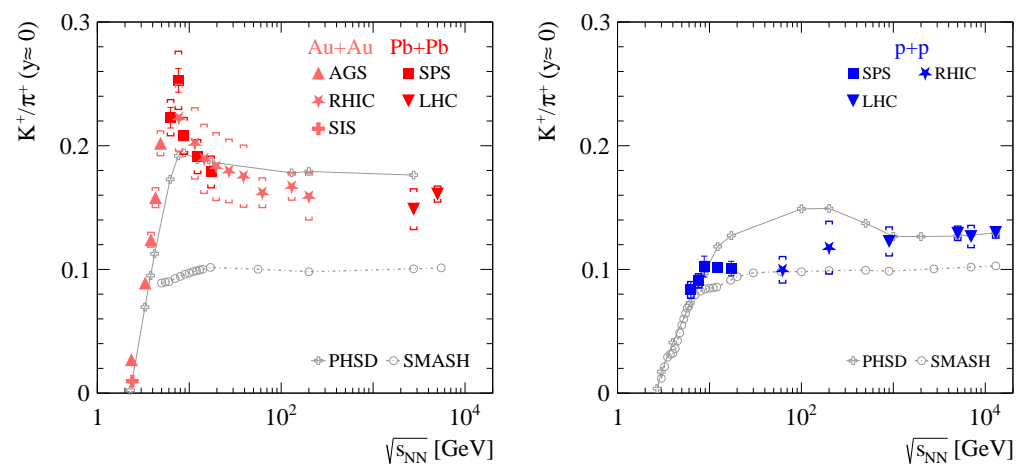 K⁺/π⁺ (y≈ 0)
0.3
0.2
0.1
0
Au+Au Pb+Pb
AGS SPS
RHIC LHC
SIS
PHSD SMASH
1 10² 10⁴
√sNN [GeV]
K⁺/π⁺ (y≈ 0)
0.3
0.2
0.1
0
p+p
SPS RHIC
LHC
PHSD SMASH
1 10² 10⁴
√sNN [GeV]